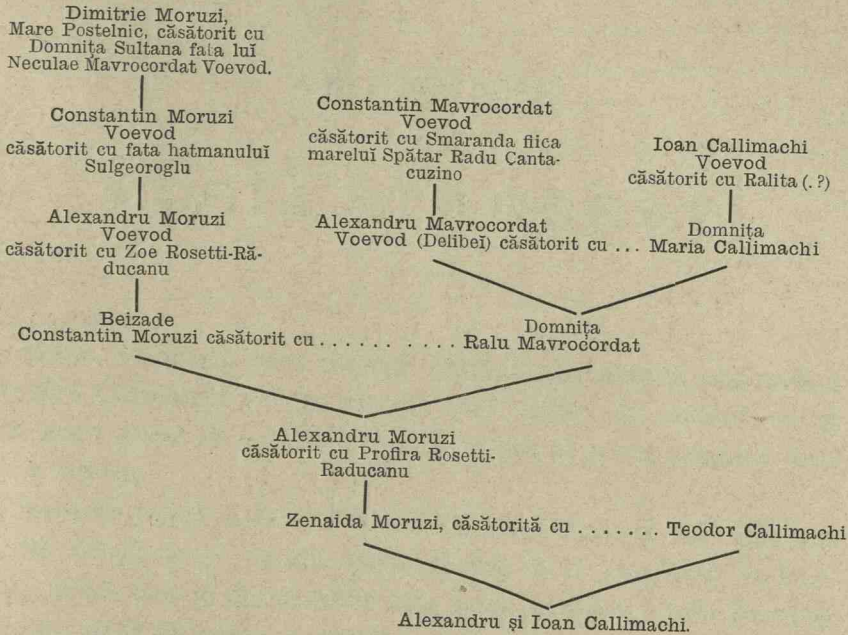 Dimitrie Moruzi,
Mare Postelnic, căsătorit cu
Domnița Sultana fata luĭ
Neculae Mavrocordat Voevod.
Constantin Moruzi
Voevod
căsătorit cu fata hatmanuluĭ
Sulgeoroglu
Constantin Mavrocordat
Voevod
căsătorit cu Smaranda fiica
mareluĭ Spătar Radu Canta-
cuzino
Ioan Callimachi
Voevod
căsătorit cu Ralita (. ?)
Alexandru Moruzi
Voevod
căsătorit cu Zoe Rosetti-Ră-
ducanu
Alexandru Mavrocordat
Voevod (Delibeĭ) căsătorit cu ...
Domnița
Maria Callimachi
Beizade
Constantin Moruzi căsătorit cu . . . . . . . . . .
Domnița
Ralu Mavrocordat
Alexandru Moruzi
căsătorit cu Profira Rosetti-
Raducanu
Zenaida Moruzi, căsătorită cu . . . . . . . Teodor Callimachi
Alexandru și Ioan Callimachi.